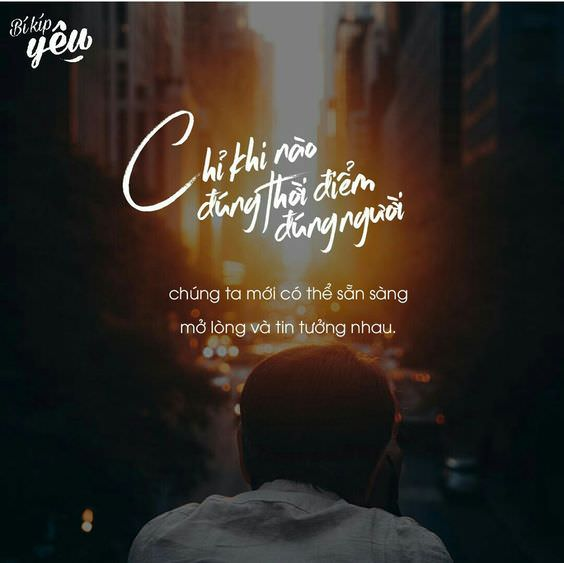 Bí kíp
yêu
Chỉ khi nào
đúng thời điểm
đúng người
chúng ta mới có thể sẵn sàng
mở lòng và tin tưởng nhau.